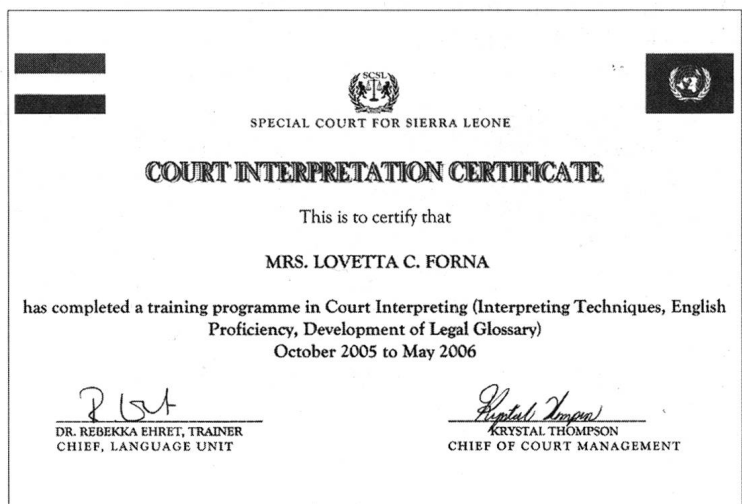 SCSL
SPECIAL COURT FOR SIERRA LEONE
COURT INTERPRETATION CERTIFICATE
This is to certify that
MRS. LOVETTA C. FORNA
has completed a training programme in Court Interpreting (Interpreting Techniques, English
Proficiency, Development of Legal Glossary)
October 2005 to May 2006
DR. REBEKKA EHRET, TRAINER
CHIEF, LANGUAGE UNIT
Krystal Thompson
KRYSTAL THOMPSON
CHIEF OF COURT MANAGEMENT